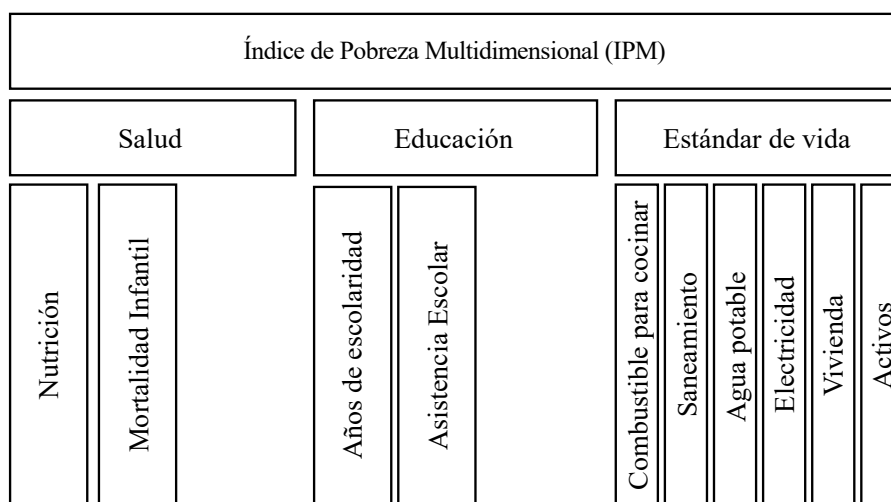 Índice de Pobreza Multidimensional (IPM)
Salud
Educación
Estándar de vida
Nutrición
Mortalidad Infantil
Años de escolaridad
Asistencia Escolar
Combustible para cocinar
Saneamiento
Agua potable
Electricidad
Vivienda
Activos